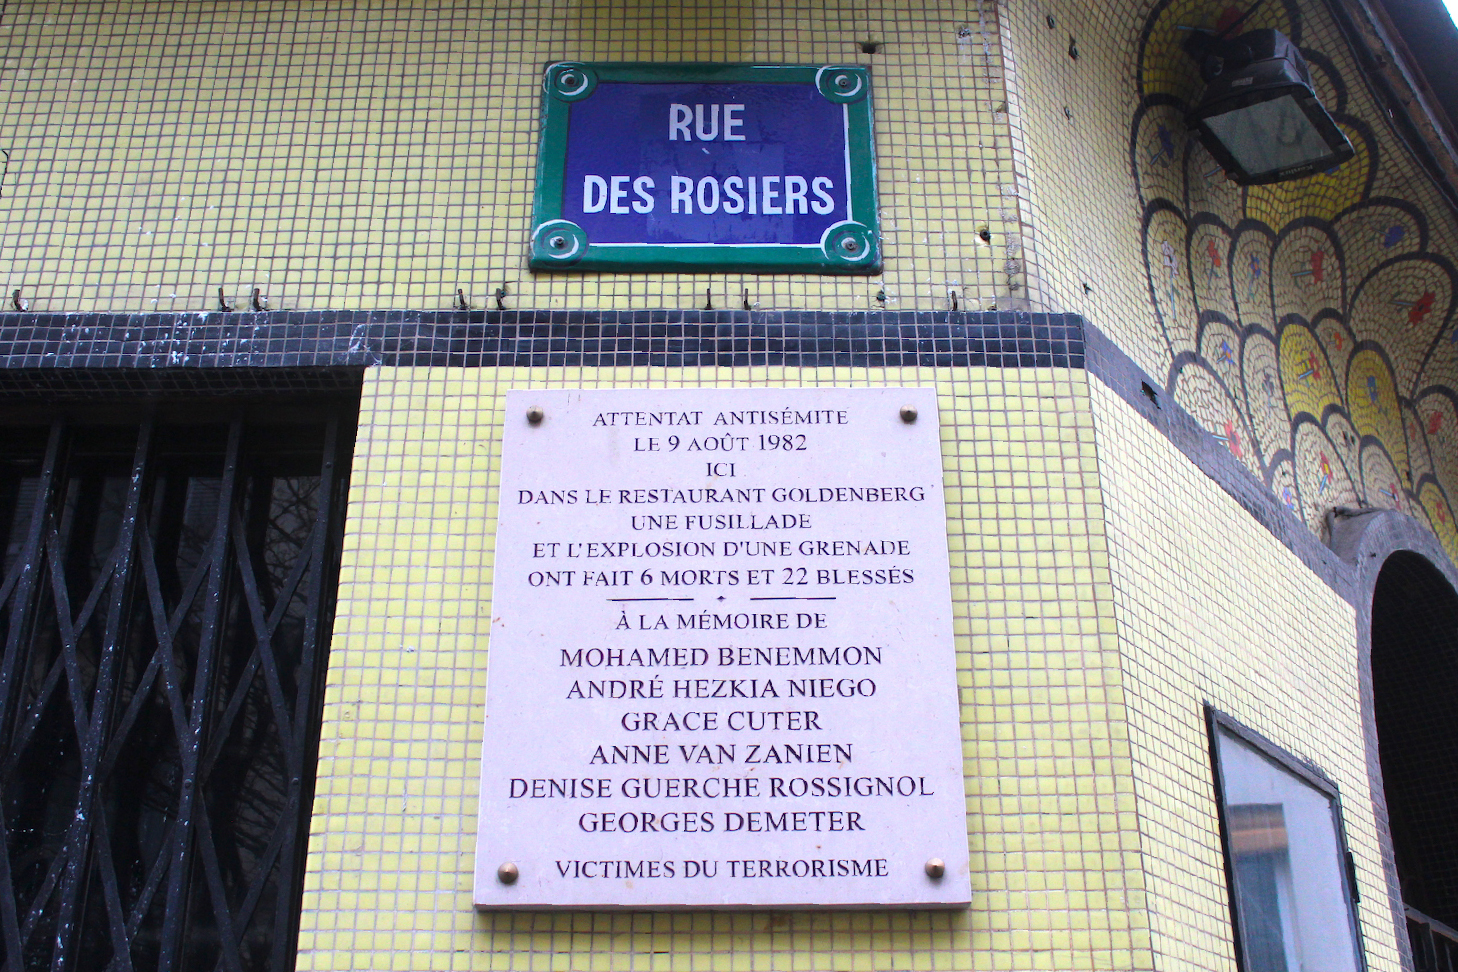 RUE
DES ROSIERS
ATTENTAT ANTISÉMITE
LE 9 AOÛT 1982
ICI
DANS LE RESTAURANT GOLDENBERG
UNE FUSILLADE
ET L'EXPLOSION D'UNE GRENADE
ONT FAIT 6 MORTS ET 22 BLESSÉS
À LA MÉMOIRE DE
MOHAMED BENEMMON
ANDRÉ HEZKIA NIEGO
GRACE CUTER
ANNE VAN ZANIEN
DENISE GUERCHE ROSSIGNOL
GEORGES DEMETER
VICTIMES DU TERRORISME